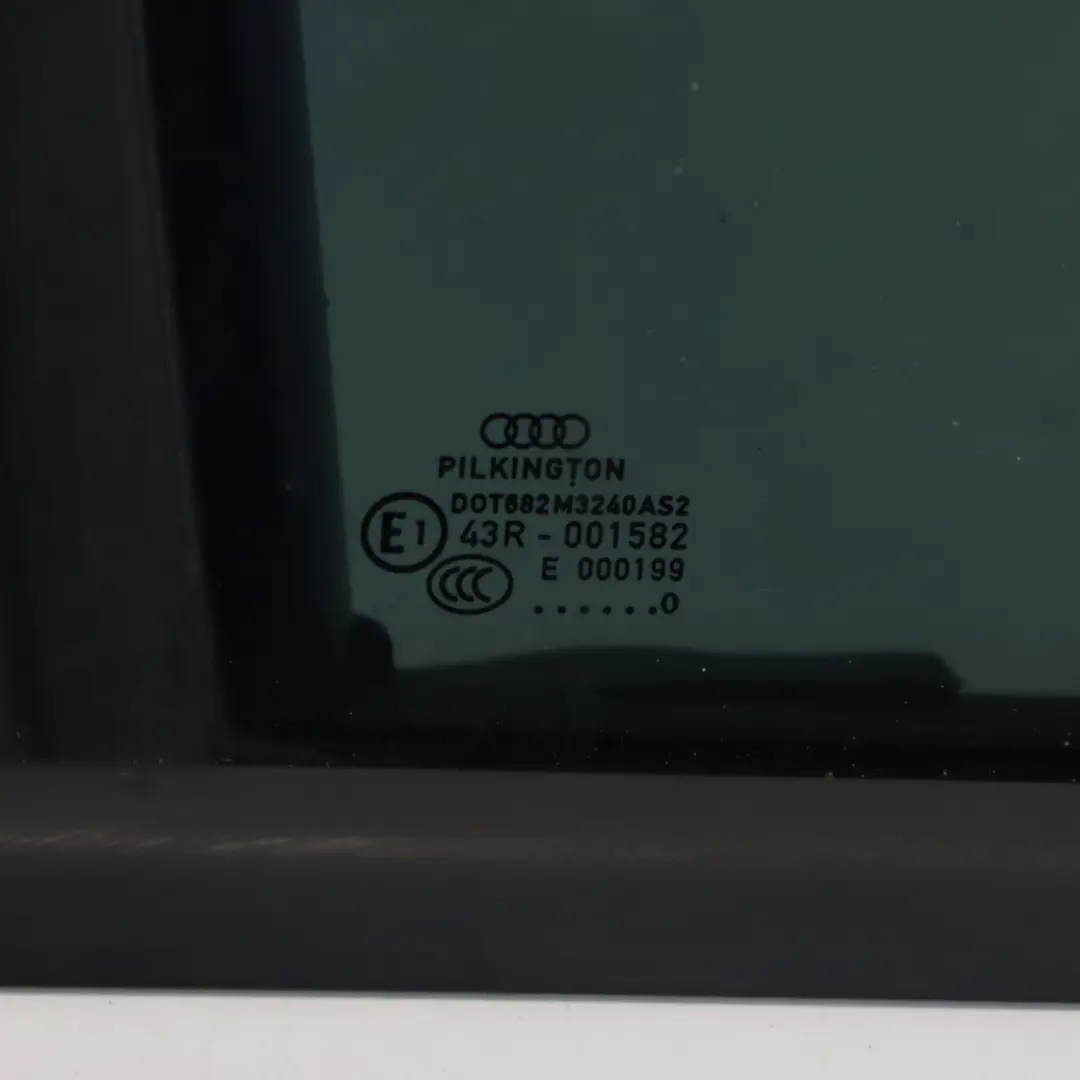 PILKINGTON
DOT682M3240AS2
E1 43R - 001582
CCC E 000199
. . . . . . .0